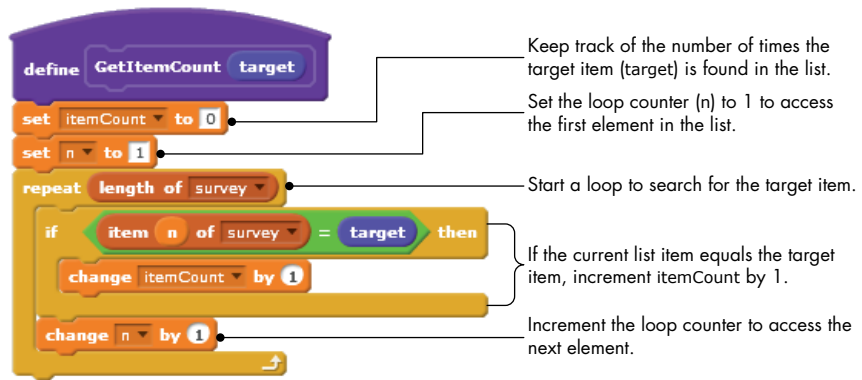 define GetItemCount target
Keep track of the number of times the
target item (target) is found in the list.
set itemCount to 0
Set the loop counter (n) to 1 to access
the first element in the list.
set n to 1
repeat length of survey
Start a loop to search for the target item.
if item n of survey = target then
change itemCount by 1
If the current list item equals the target
item, increment itemCount by 1.
change n by 1
Increment the loop counter to access the
next element.